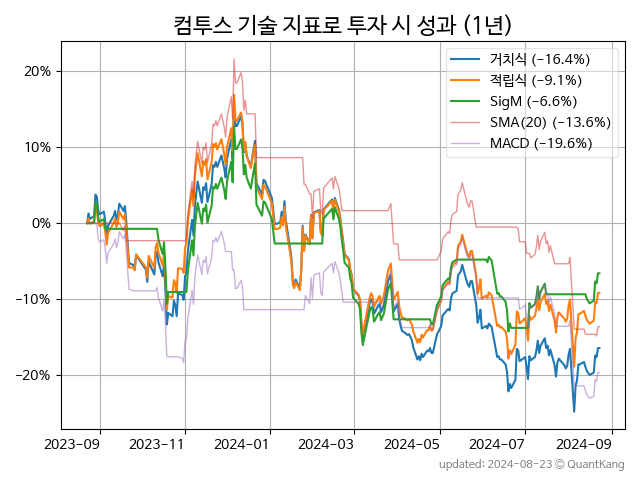 컴투스 기술 지표로 투자 시 성과 (1년)
거치식 (−16.4%)
적립식 (−9.1%)
SigM (−6.6%)
SMA(20) (−13.6%)
MACD (−19.6%)
20%
10%
0%
−10%
−20%
2023-09 2023-11 2024-01 2024-03 2024-05 2024-07 2024-09
updated: 2024-08-23 ⓒ QuantKang